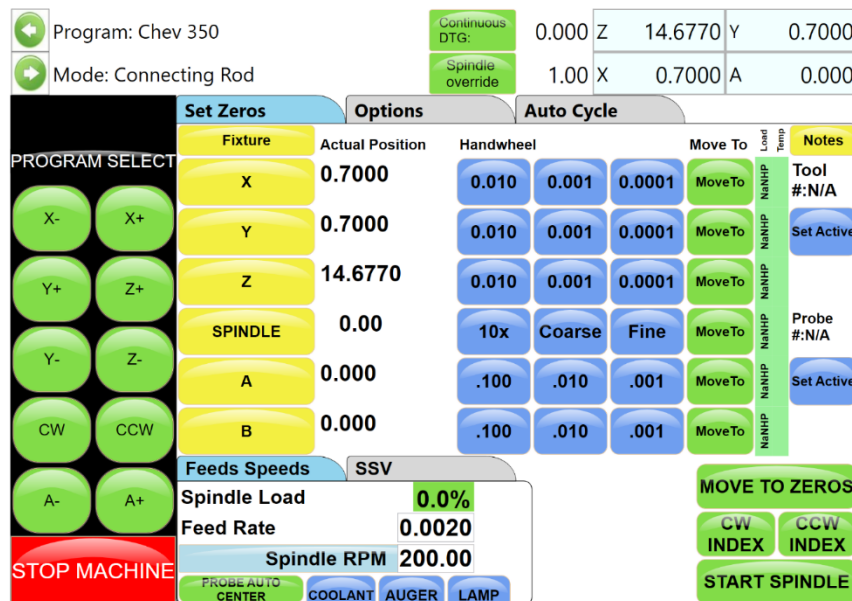 Program: Chev 350
Continuous DTG: 0.000 Z 14.6770 Y 0.7000
Mode: Connecting Rod
Spindle override 1.00 X 0.7000 A 0.000
Set Zeros Options Auto Cycle
PROGRAM SELECT
Fixture Actual Position Handwheel Move To Load Temp Notes
X 0.7000 0.010 0.001 0.0001 MoveTo NaNHP Tool #:N/A
Y 0.7000 0.010 0.001 0.0001 MoveTo NaNHP Set Active
Z 14.6770 0.010 0.001 0.0001 MoveTo NaNHP
SPINDLE 0.00 10x Coarse Fine MoveTo NaNHP Probe #:N/A
A 0.000 .100 .010 .001 MoveTo NaNHP Set Active
B 0.000 .100 .010 .001 MoveTo NaNHP
X- X+
Y+ Z+
Y- Z-
CW CCW
A- A+
STOP MACHINE
Feeds Speeds SSV
Spindle Load 0.0%
Feed Rate 0.0020
Spindle RPM 200.00
PROBE AUTO CENTER COOLANT AUGER LAMP
MOVE TO ZEROS
CW INDEX CCW INDEX
START SPINDLE